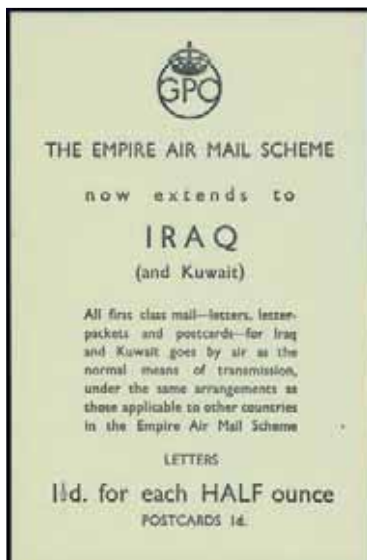 GPO
THE EMPIRE AIR MAIL SCHEME
now extends to
IRAQ
(and Kuwait)
All first class mail—letters, letter-
packets and postcards—for Iraq
and Kuwait goes by air as the
normal means of transmission,
under the same arrangements as
those applicable to other countries
in the Empire Air Mail Scheme
LETTERS
1½d. for each HALF ounce
POSTCARDS 1d.